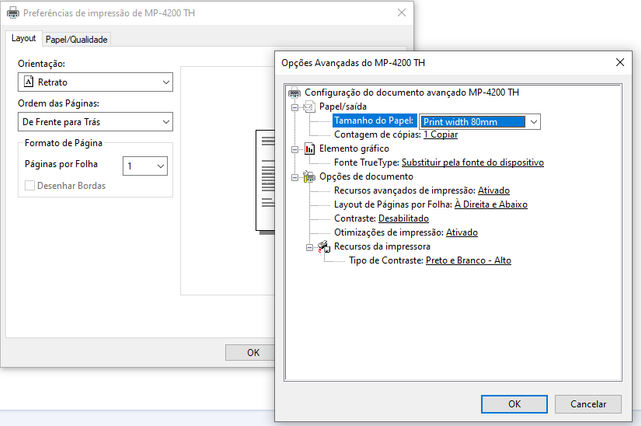 Preferências de impressão de MP-4200 TH
Layout
Papel/Qualidade
Orientação:
Retrato
Ordem das Páginas:
De Frente para Trás
Formato de Página
Páginas por Folha
1
Desenhar Bordas
OK
Opções Avançadas do MP-4200 TH
Configuração do documento avançado MP-4200 TH
Papel/saída
Tamanho do Papel: Print width 80mm
Contagem de cópias: 1 Copiar
Elemento gráfico
Fonte TrueType: Substituir pela fonte do dispositivo
Opções de documento
Recursos avançados de impressão: Ativado
Layout de Páginas por Folha: À Direita e Abaixo
Contraste: Desabilitado
Otimizações de impressão: Ativado
Recursos da impressora
Tipo de Contraste: Preto e Branco - Alto
OK
Cancelar